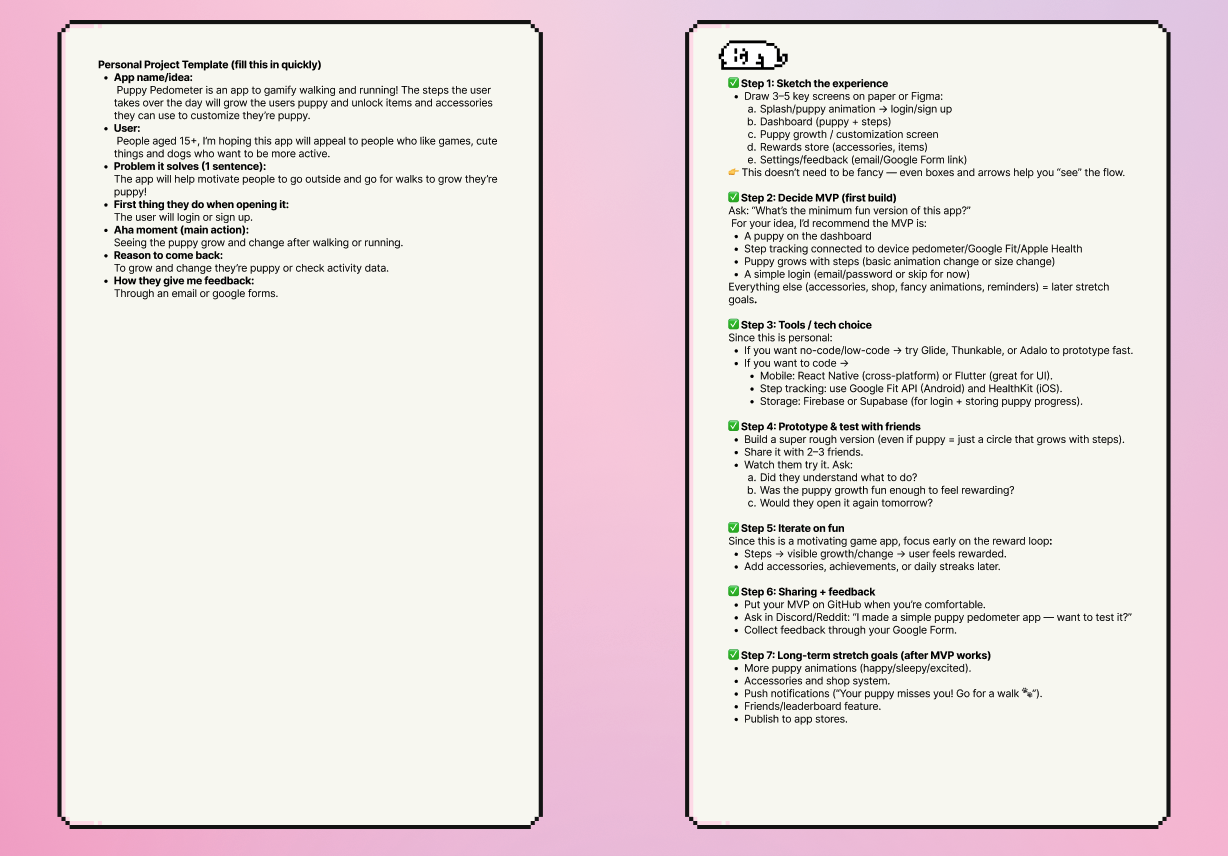 Personal Project Template (fill this in quickly)
• App name/idea:
Puppy Pedometer is an app to gamify walking and running! The steps the user
takes over the day will grow the users puppy and unlock items and accessories
they can use to customize they're puppy.
• User:
People aged 15+, I'm hoping this app will appeal to people who like games, cute
things and dogs who want to be more active.
• Problem it solves (1 sentence):
The app will help motivate people to go outside and go for walks to grow they're
puppy!
• First thing they do when opening it:
The user will login or sign up.
• Aha moment (main action):
Seeing the puppy grow and change after walking or running.
• Reason to come back:
To grow and change they're puppy or check activity data.
• How they give me feedback:
Through an email or google forms.
✅ Step 1: Sketch the experience
• Draw 3–5 key screens on paper or Figma:
a. Splash/puppy animation → login/sign up
b. Dashboard (puppy + steps)
c. Puppy growth / customization screen
d. Rewards store (accessories, items)
e. Settings/feedback (email/Google Form link)
👉 This doesn't need to be fancy — even boxes and arrows help you “see” the flow.
✅ Step 2: Decide MVP (first build)
Ask: “What's the minimum fun version of this app?”
For your idea, I'd recommend the MVP is:
• A puppy on the dashboard
• Step tracking connected to device pedometer/Google Fit/Apple Health
• Puppy grows with steps (basic animation change or size change)
• A simple login (email/password or skip for now)
Everything else (accessories, shop, fancy animations, reminders) = later stretch
goals.
✅ Step 3: Tools / tech choice
Since this is personal:
• If you want no-code/low-code → try Glide, Thunkable, or Adalo to prototype fast.
• If you want to code →
• Mobile: React Native (cross-platform) or Flutter (great for UI).
• Step tracking: use Google Fit API (Android) and HealthKit (iOS).
• Storage: Firebase or Supabase (for login + storing puppy progress).
✅ Step 4: Prototype & test with friends
• Build a super rough version (even if puppy = just a circle that grows with steps).
• Share it with 2–3 friends.
• Watch them try it. Ask:
a. Did they understand what to do?
b. Was the puppy growth fun enough to feel rewarding?
c. Would they open it again tomorrow?
✅ Step 5: Iterate on fun
Since this is a motivating game app, focus early on the reward loop:
• Steps → visible growth/change → user feels rewarded.
• Add accessories, achievements, or daily streaks later.
✅ Step 6: Sharing + feedback
• Put your MVP on GitHub when you're comfortable.
• Ask in Discord/Reddit: “I made a simple puppy pedometer app — want to test it?”
• Collect feedback through your Google Form.
✅ Step 7: Long-term stretch goals (after MVP works)
• More puppy animations (happy/sleepy/excited).
• Accessories and shop system.
• Push notifications (“Your puppy misses you! Go for a walk 🐾”).
• Friends/leaderboard feature.
• Publish to app stores.